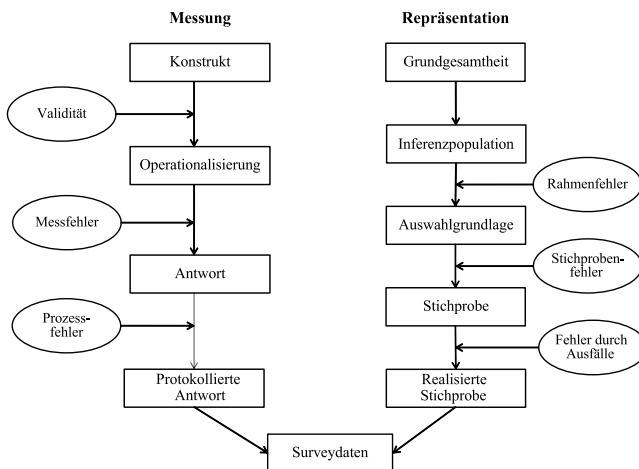 Messung
Repräsentation
Konstrukt
Grundgesamtheit
Validität
Operationalisierung
Inferenzpopulation
Rahmenfehler
Messfehler
Auswahlgrundlage
Antwort
Stichproben-
fehler
Prozess-
fehler
Stichprobe
Fehler durch
Ausfälle
Protokollierte
Antwort
Realisierte
Stichprobe
Surveydaten